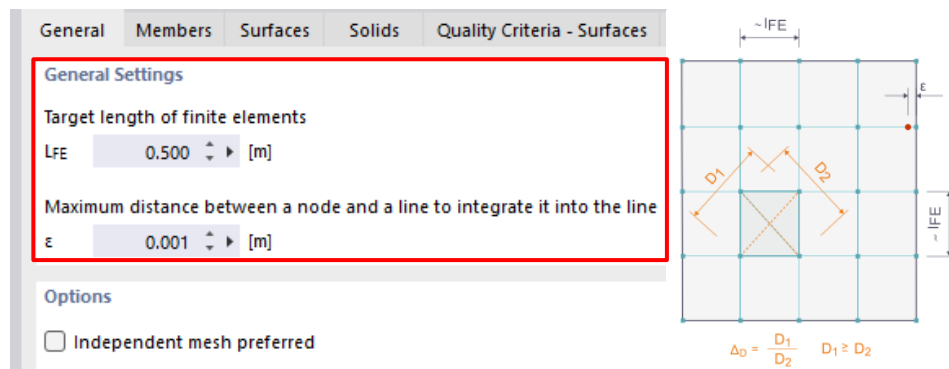 General Members Surfaces Solids Quality Criteria - Surfaces
General Settings
Target length of finite elements
LFE 0.500 [m]
Maximum distance between a node and a line to integrate it into the line
ε 0.001 [m]
Options
Independent mesh preferred
~ lFE
ε
D1
D2
~ lFE
ΔD = D1 / D2 D1 ≥ D2